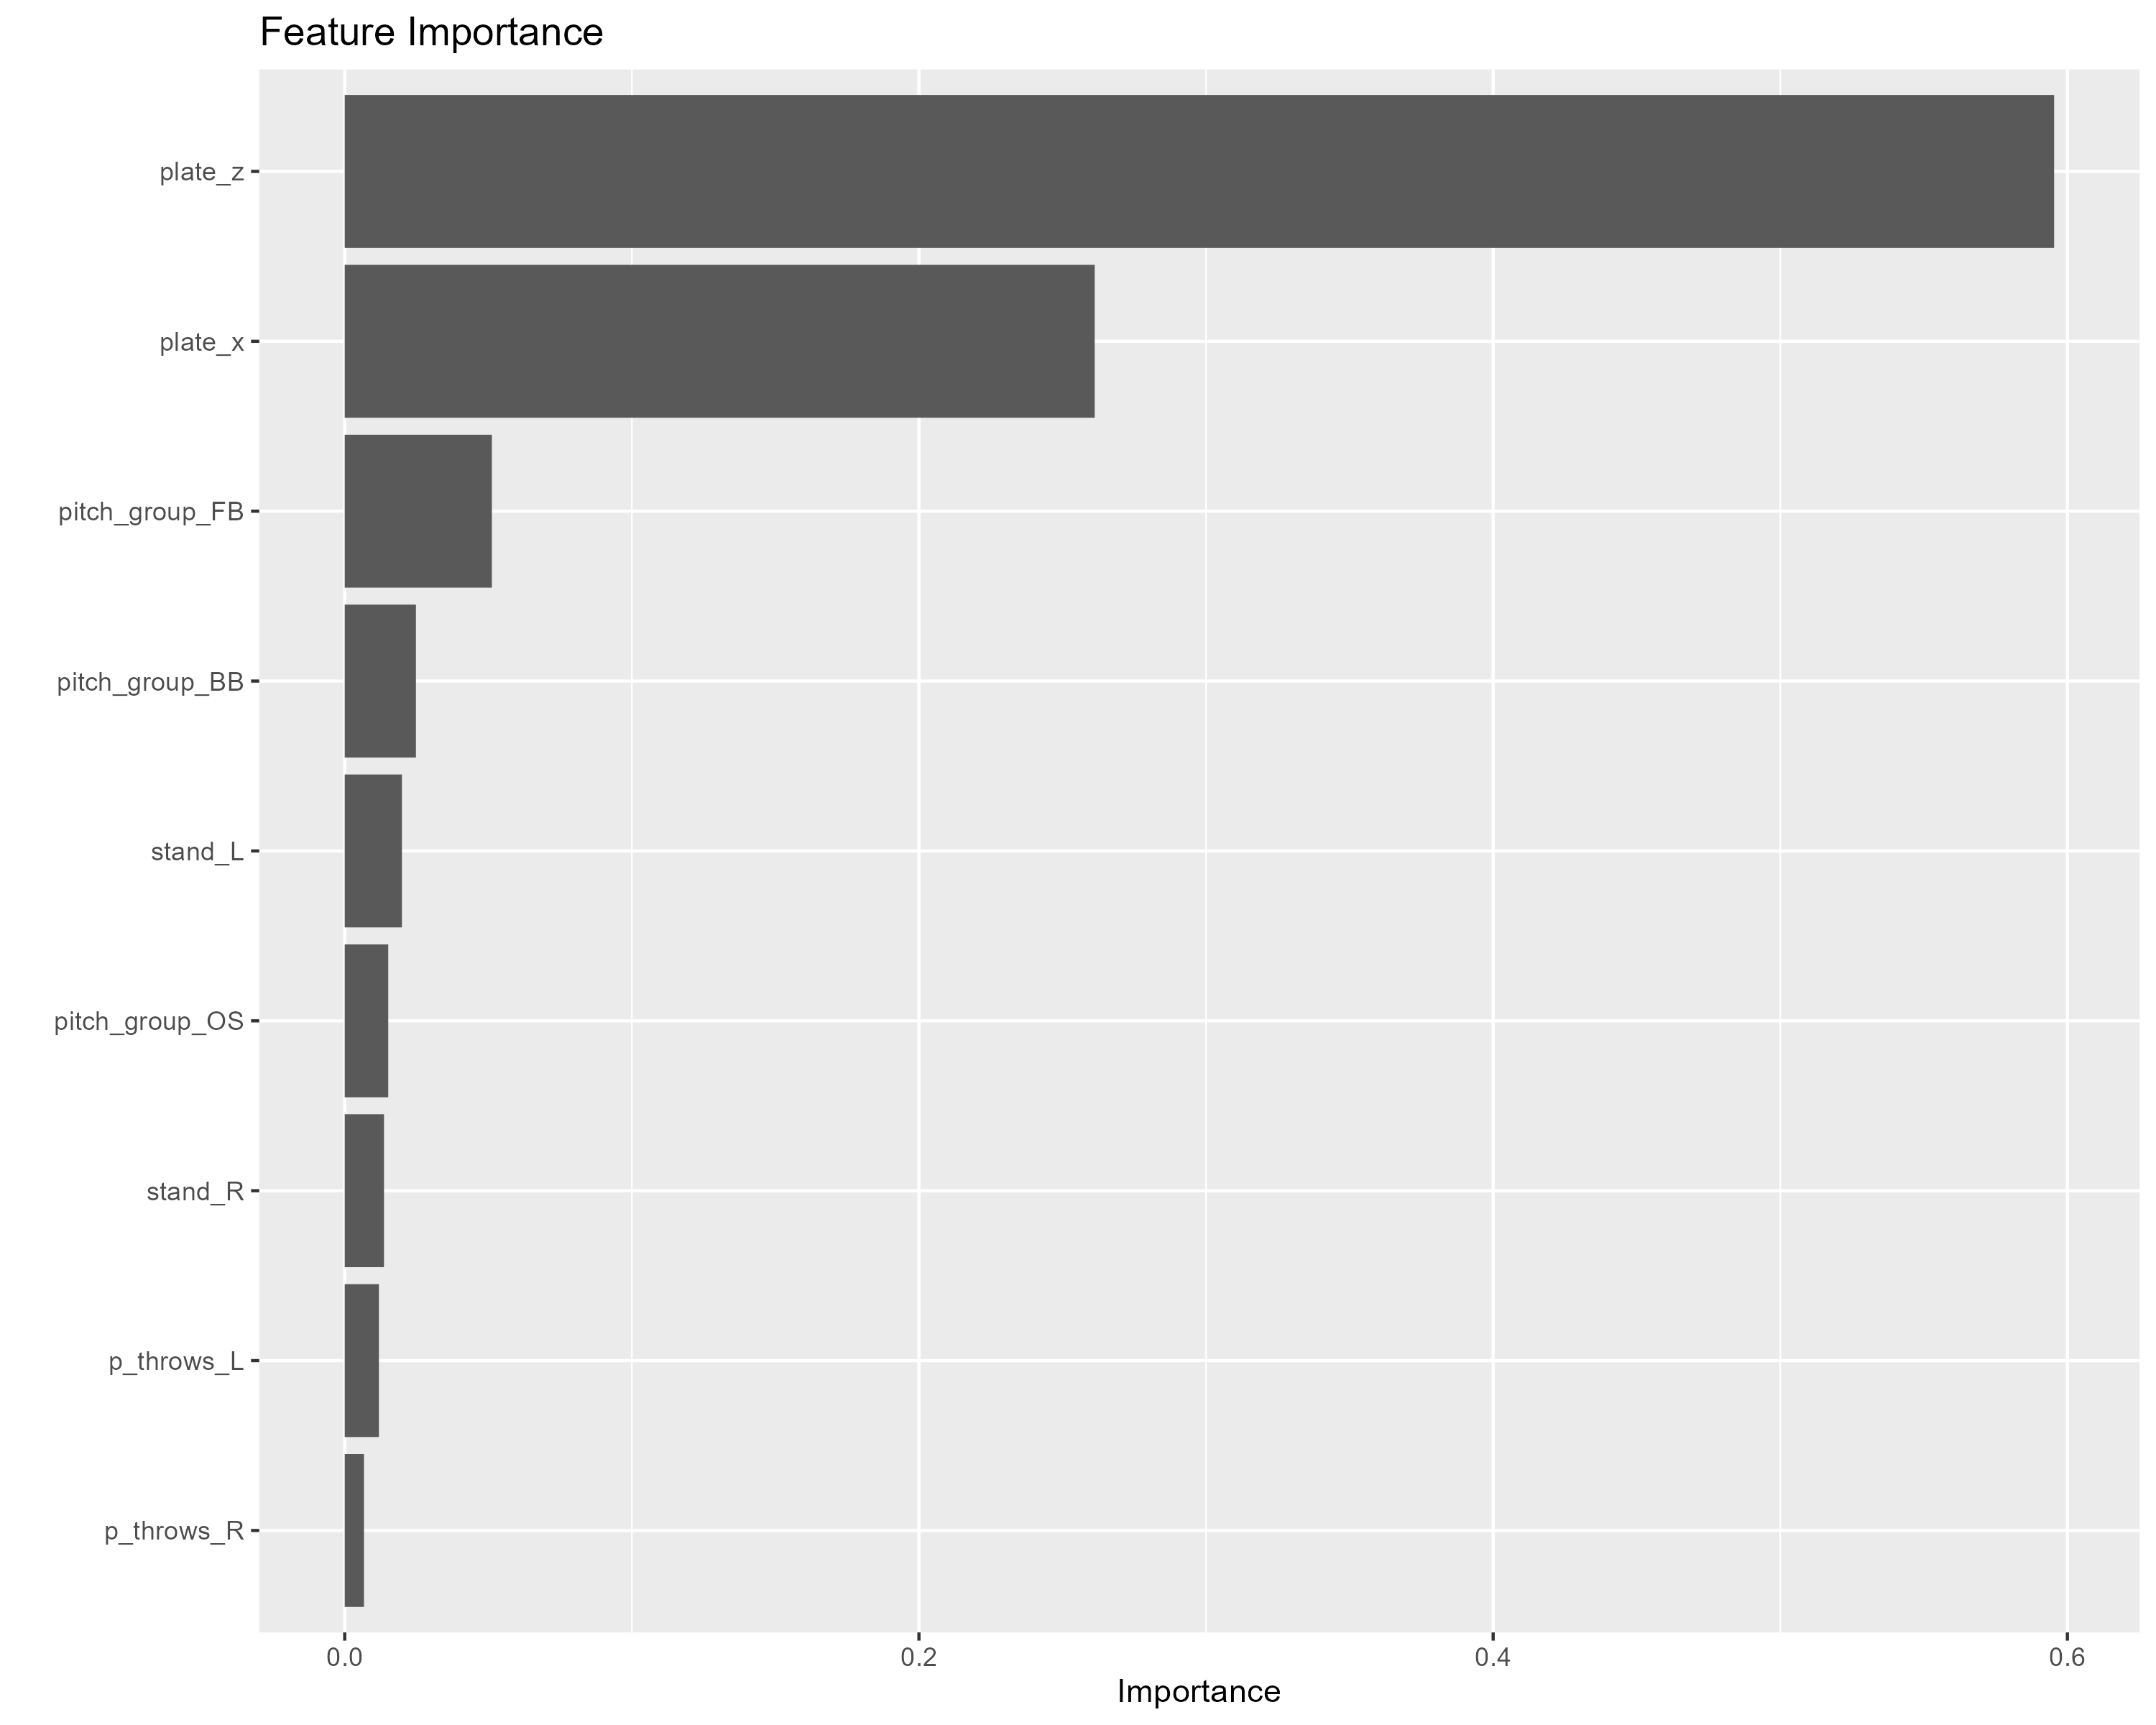 Feature Importance
plate_z
plate_x
pitch_group_FB
pitch_group_BB
stand_L
pitch_group_OS
stand_R
p_throws_L
p_throws_R
0.0 0.2 0.4 0.6
Importance